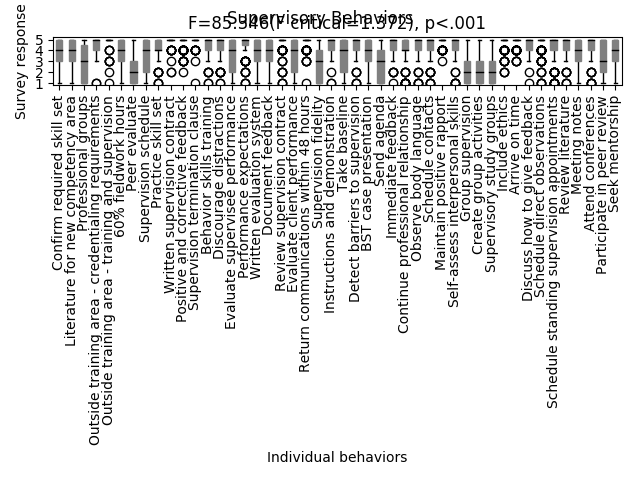 Supervisory Behaviors
F=85.346(F critical=1.372), p<.001
Survey response
5
4
3
2
1
Confirm required skill set
Literature for new competency area
Professional groups
Outside training area - credentialing requirements
Outside training area - training and supervision
60% fieldwork hours
Peer evaluate
Supervision schedule
Practice skill set
Written supervision contract
Positive and corrective feedback
Supervision termination clause
Behavior skills training
Discourage distractions
Evaluate supervisee performance
Performance expectations
Written evaluation system
Document feedback
Review supervision contract
Evaluate client performance
Return communications within 48 hours
Supervision fidelity
Instructions and demonstration
Take baseline
Detect barriers to supervision
BST case presentation
Send agenda
Immediate feedback
Continue professional relationship
Observe body language
Schedule contacts
Maintain positive rapport
Self-assess interpersonal skills
Group supervision
Create group activities
Supervisory study groups
Include ethics
Arrive on time
Discuss how to give feedback
Schedule direct observations
Schedule standing supervision appointments
Review literature
Meeting notes
Attend conferences
Participate in peer review
Seek mentorship
Individual behaviors